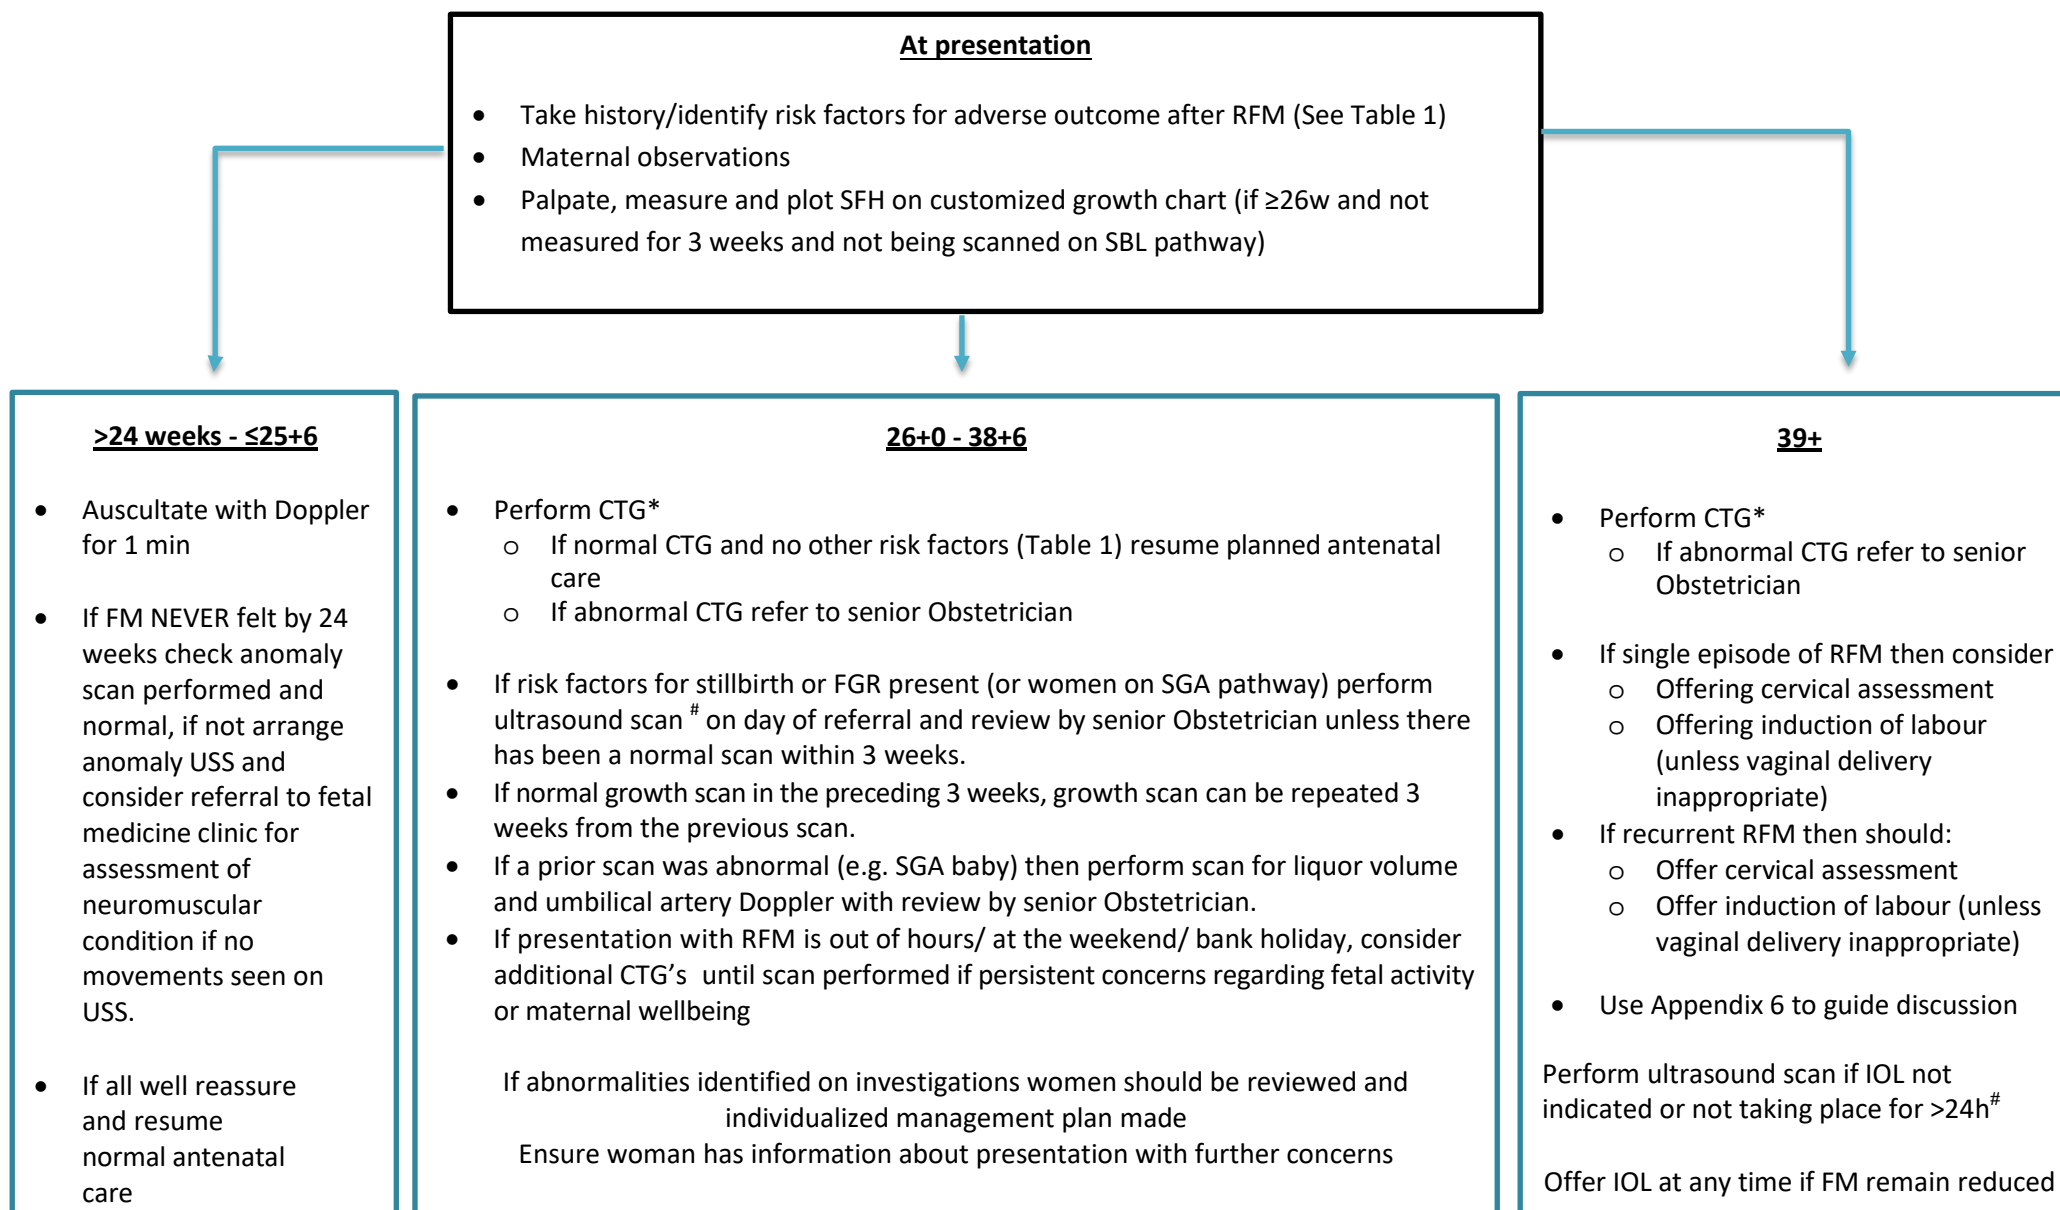 At presentation
• Take history/identify risk factors for adverse outcome after RFM (See Table 1)
• Maternal observations
• Palpate, measure and plot SFH on customized growth chart (if ≥26w and not
measured for 3 weeks and not being scanned on SBL pathway)
>24 weeks - ≤25+6
• Auscultate with Doppler
for 1 min
• If FM NEVER felt by 24
weeks check anomaly
scan performed and
normal, if not arrange
anomaly USS and
consider referral to fetal
medicine clinic for
assessment of
neuromuscular
condition if no
movements seen on
USS.
• If all well reassure
and resume
normal antenatal
care
26+0 - 38+6
• Perform CTG*
o If normal CTG and no other risk factors (Table 1) resume planned antenatal
care
o If abnormal CTG refer to senior Obstetrician
• If risk factors for stillbirth or FGR present (or women on SGA pathway) perform
ultrasound scan # on day of referral and review by senior Obstetrician unless there
has been a normal scan within 3 weeks.
• If normal growth scan in the preceding 3 weeks, growth scan can be repeated 3
weeks from the previous scan.
• If a prior scan was abnormal (e.g. SGA baby) then perform scan for liquor volume
and umbilical artery Doppler with review by senior Obstetrician.
• If presentation with RFM is out of hours/ at the weekend/ bank holiday, consider
additional CTG's until scan performed if persistent concerns regarding fetal activity
or maternal wellbeing
If abnormalities identified on investigations women should be reviewed and
individualized management plan made
Ensure woman has information about presentation with further concerns
39+
• Perform CTG*
o If abnormal CTG refer to senior
Obstetrician
• If single episode of RFM then consider
o Offering cervical assessment
o Offering induction of labour
(unless vaginal delivery
inappropriate)
• If recurrent RFM then should:
o Offer cervical assessment
o Offer induction of labour (unless
vaginal delivery inappropriate)
• Use Appendix 6 to guide discussion
Perform ultrasound scan if IOL not
indicated or not taking place for >24h#
Offer IOL at any time if FM remain reduced